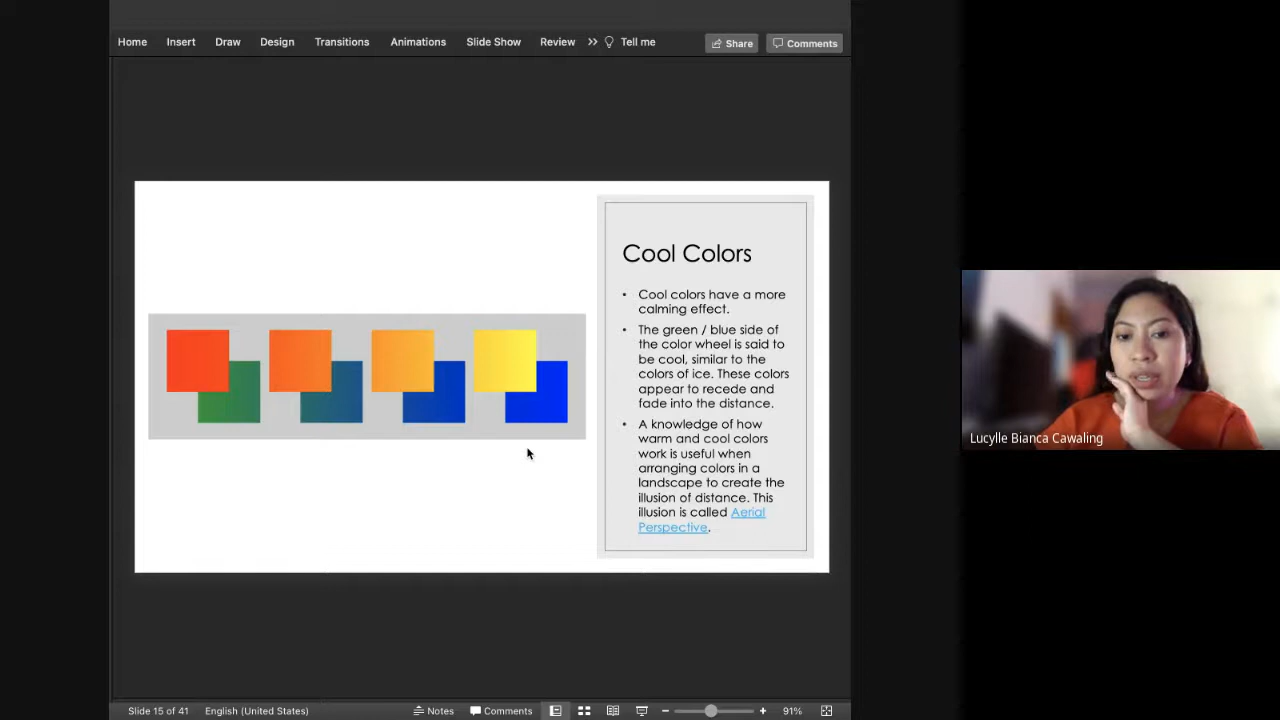 Home Insert Draw Design Transitions Animations Slide Show Review >> Tell me Share Comments
Cool Colors
• Cool colors have a more
calming effect.
• The green / blue side of
the color wheel is said to
be cool, similar to the
colors of ice. These colors
appear to recede and
fade into the distance.
• A knowledge of how
warm and cool colors
work is useful when
arranging colors in a
landscape to create the
illusion of distance. This
illusion is called Aerial
Perspective.
Lucylle Bianca Cawaling
Slide 15 of 41 English (United States) Notes Comments 91%